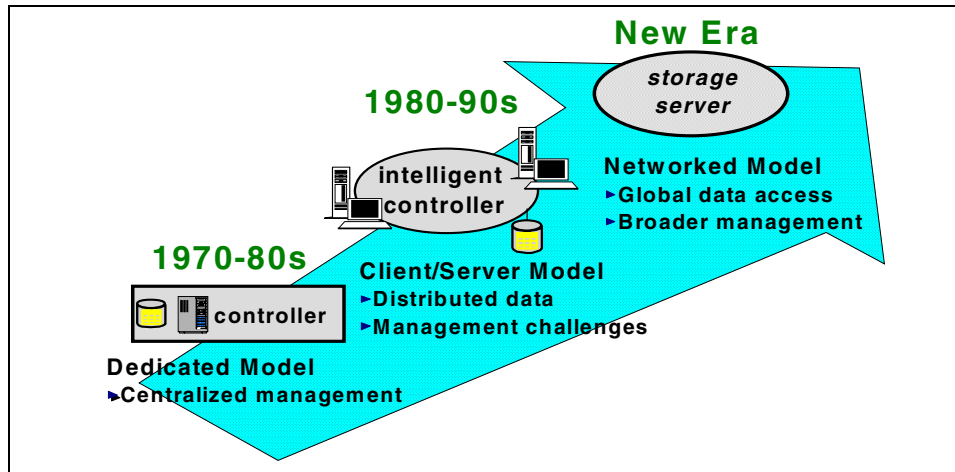 New Era
storage
server
1980-90s
intelligent
controller
Networked Model
Global data access
Broader management
1970-80s
controller
Client/Server Model
Distributed data
Management challenges
Dedicated Model
Centralized management